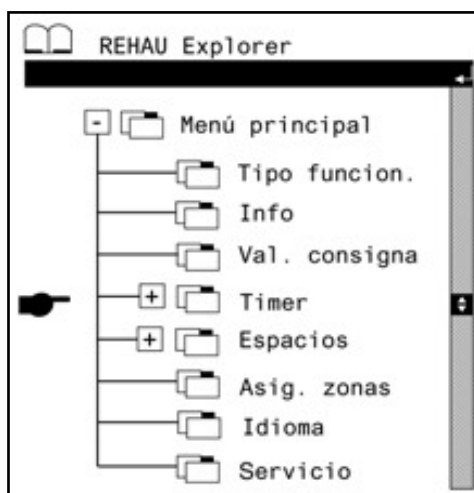 REHAU Explorer
Menú principal
Tipo funcion.
Info
Val. consigna
Timer
Espacios
Asig. zonas
Idioma
Servicio